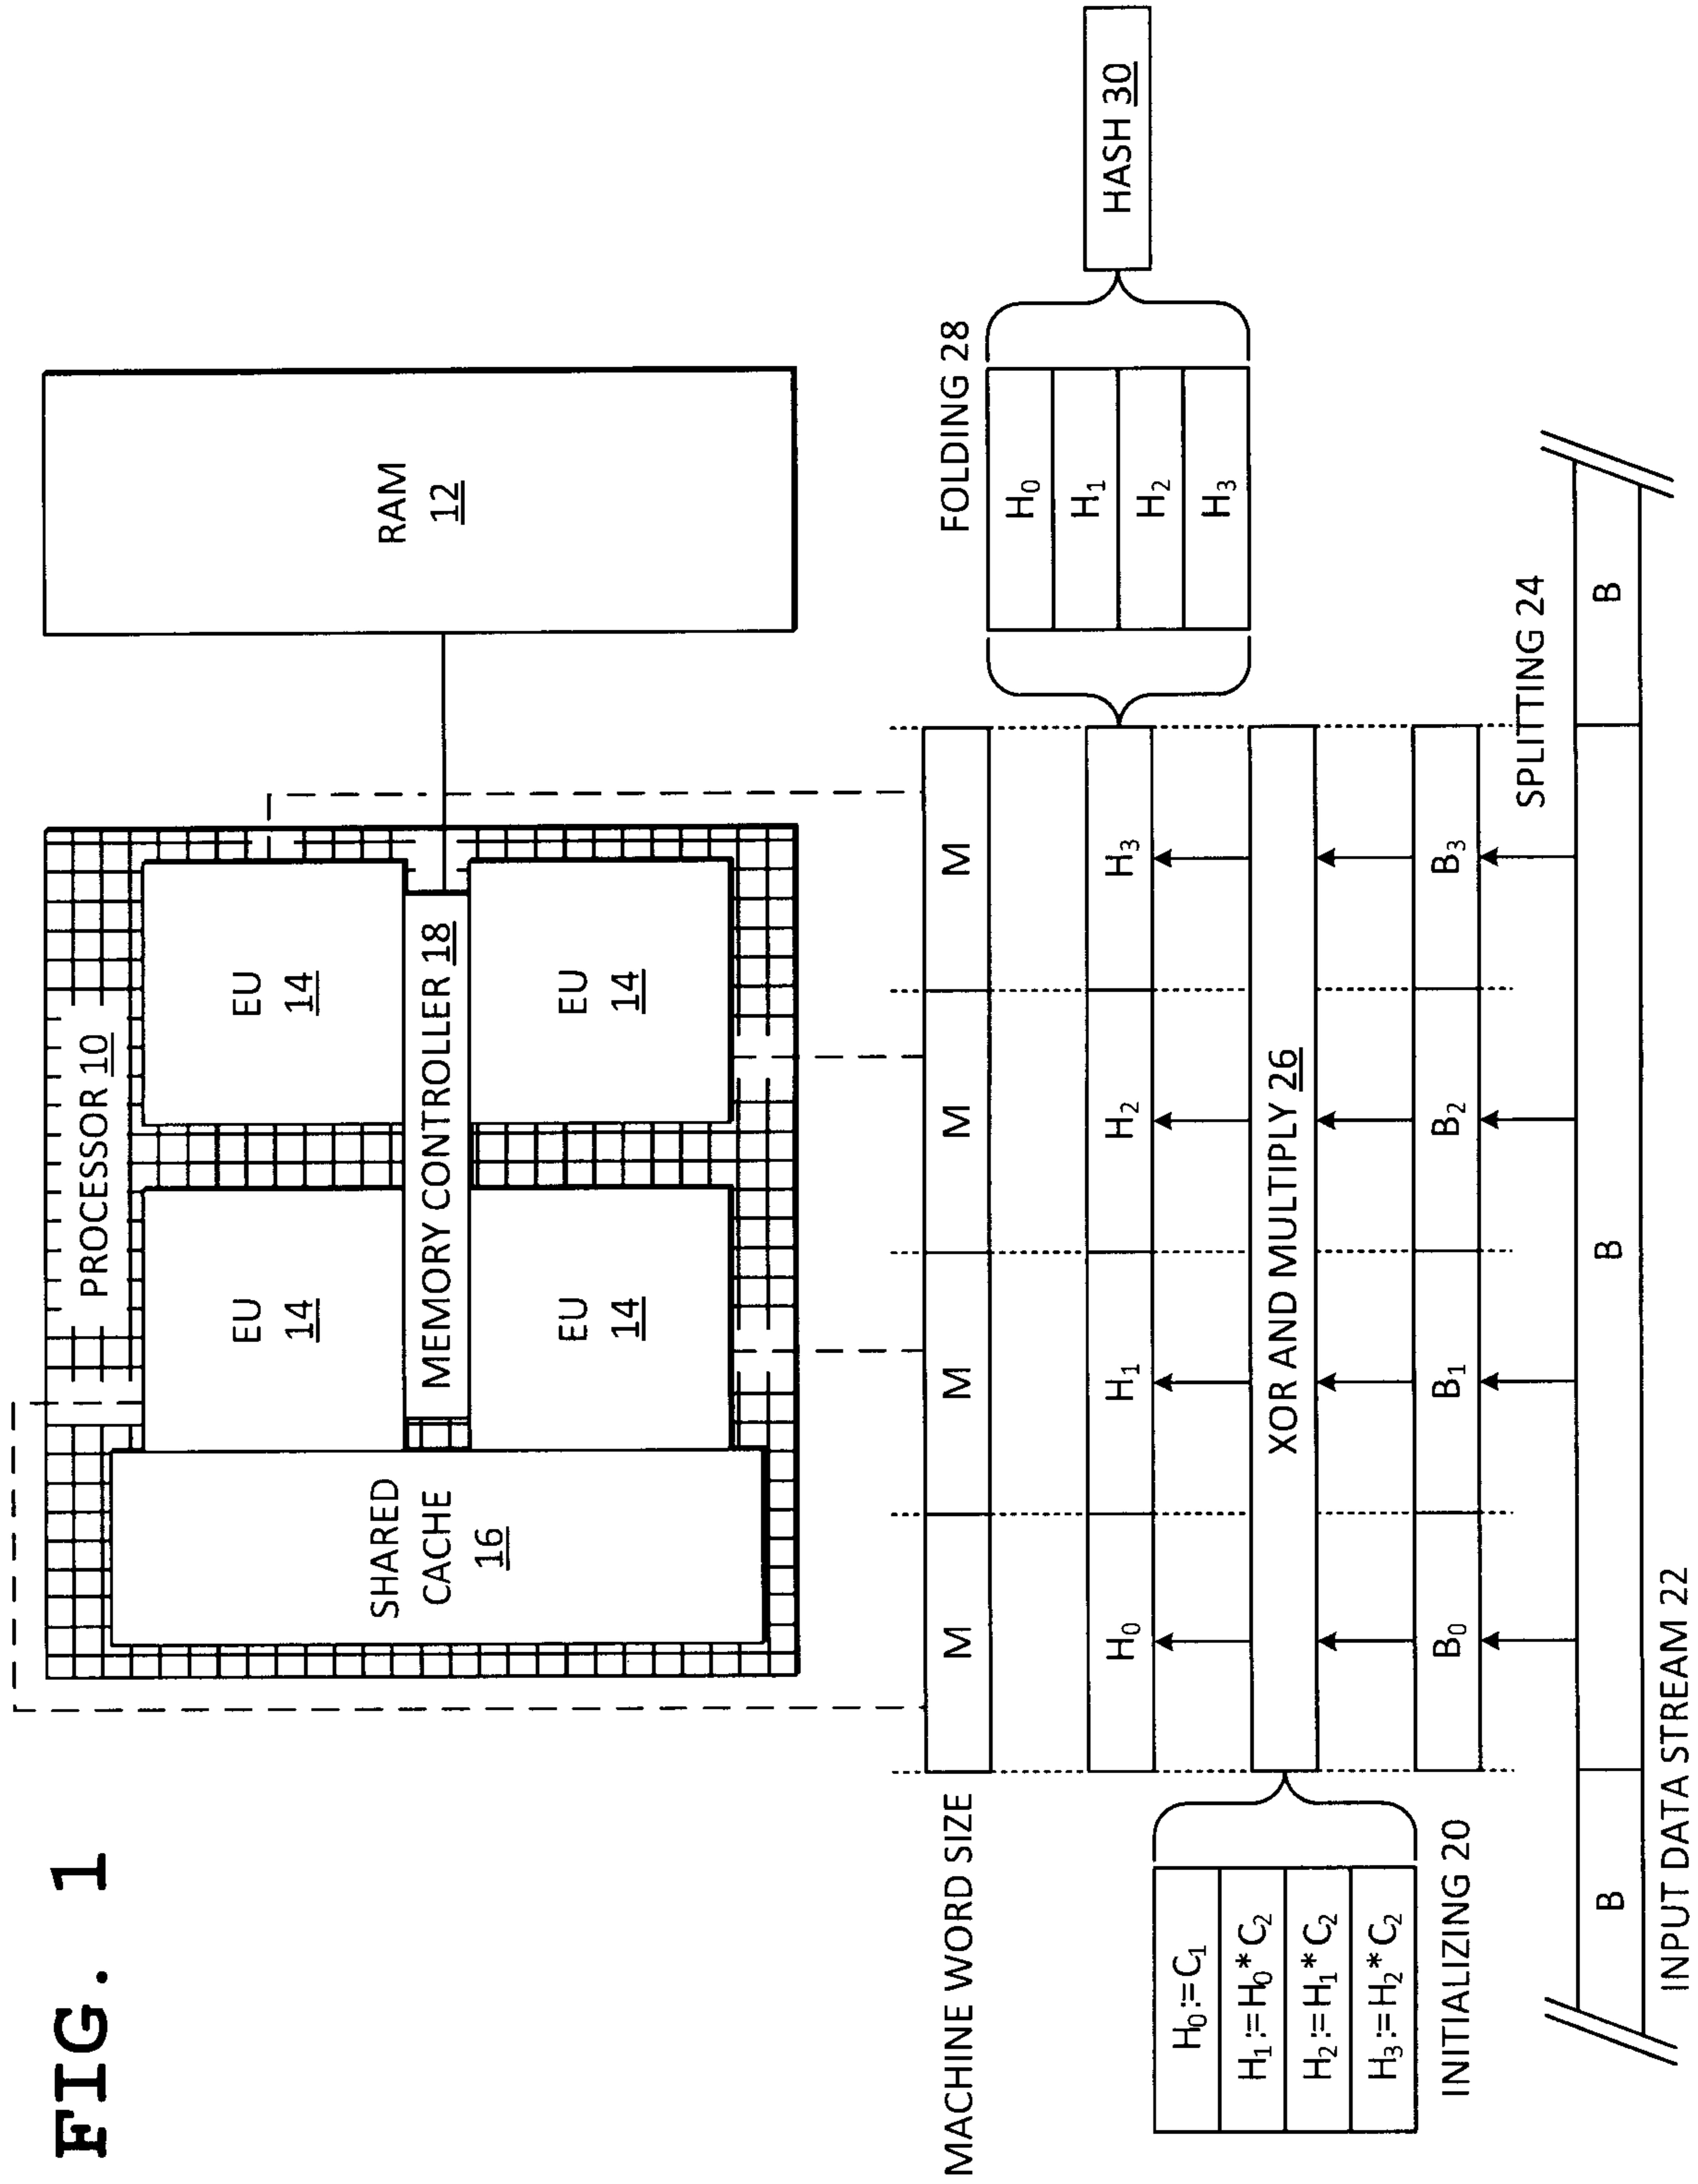 FIG. 1
PROCESSOR 10
SHARED
CACHE
16
EU
14
EU
14
EU
14
EU
14
MEMORY CONTROLLER 18
RAM
12
MACHINE WORD SIZE
M
M
M
M
H₀
H₁
H₂
H₃
FOLDING 28
H₀
H₁
H₂
H₃
HASH 30
H₀:=C₁
H₁:=H₀*C₂
H₂:=H₁*C₂
H₃:=H₂*C₂
INITIALIZING 20
XOR AND MULTIPLY 26
B₀
B₁
B₂
B₃
SPLITTING 24
B
B
B
INPUT DATA STREAM 22